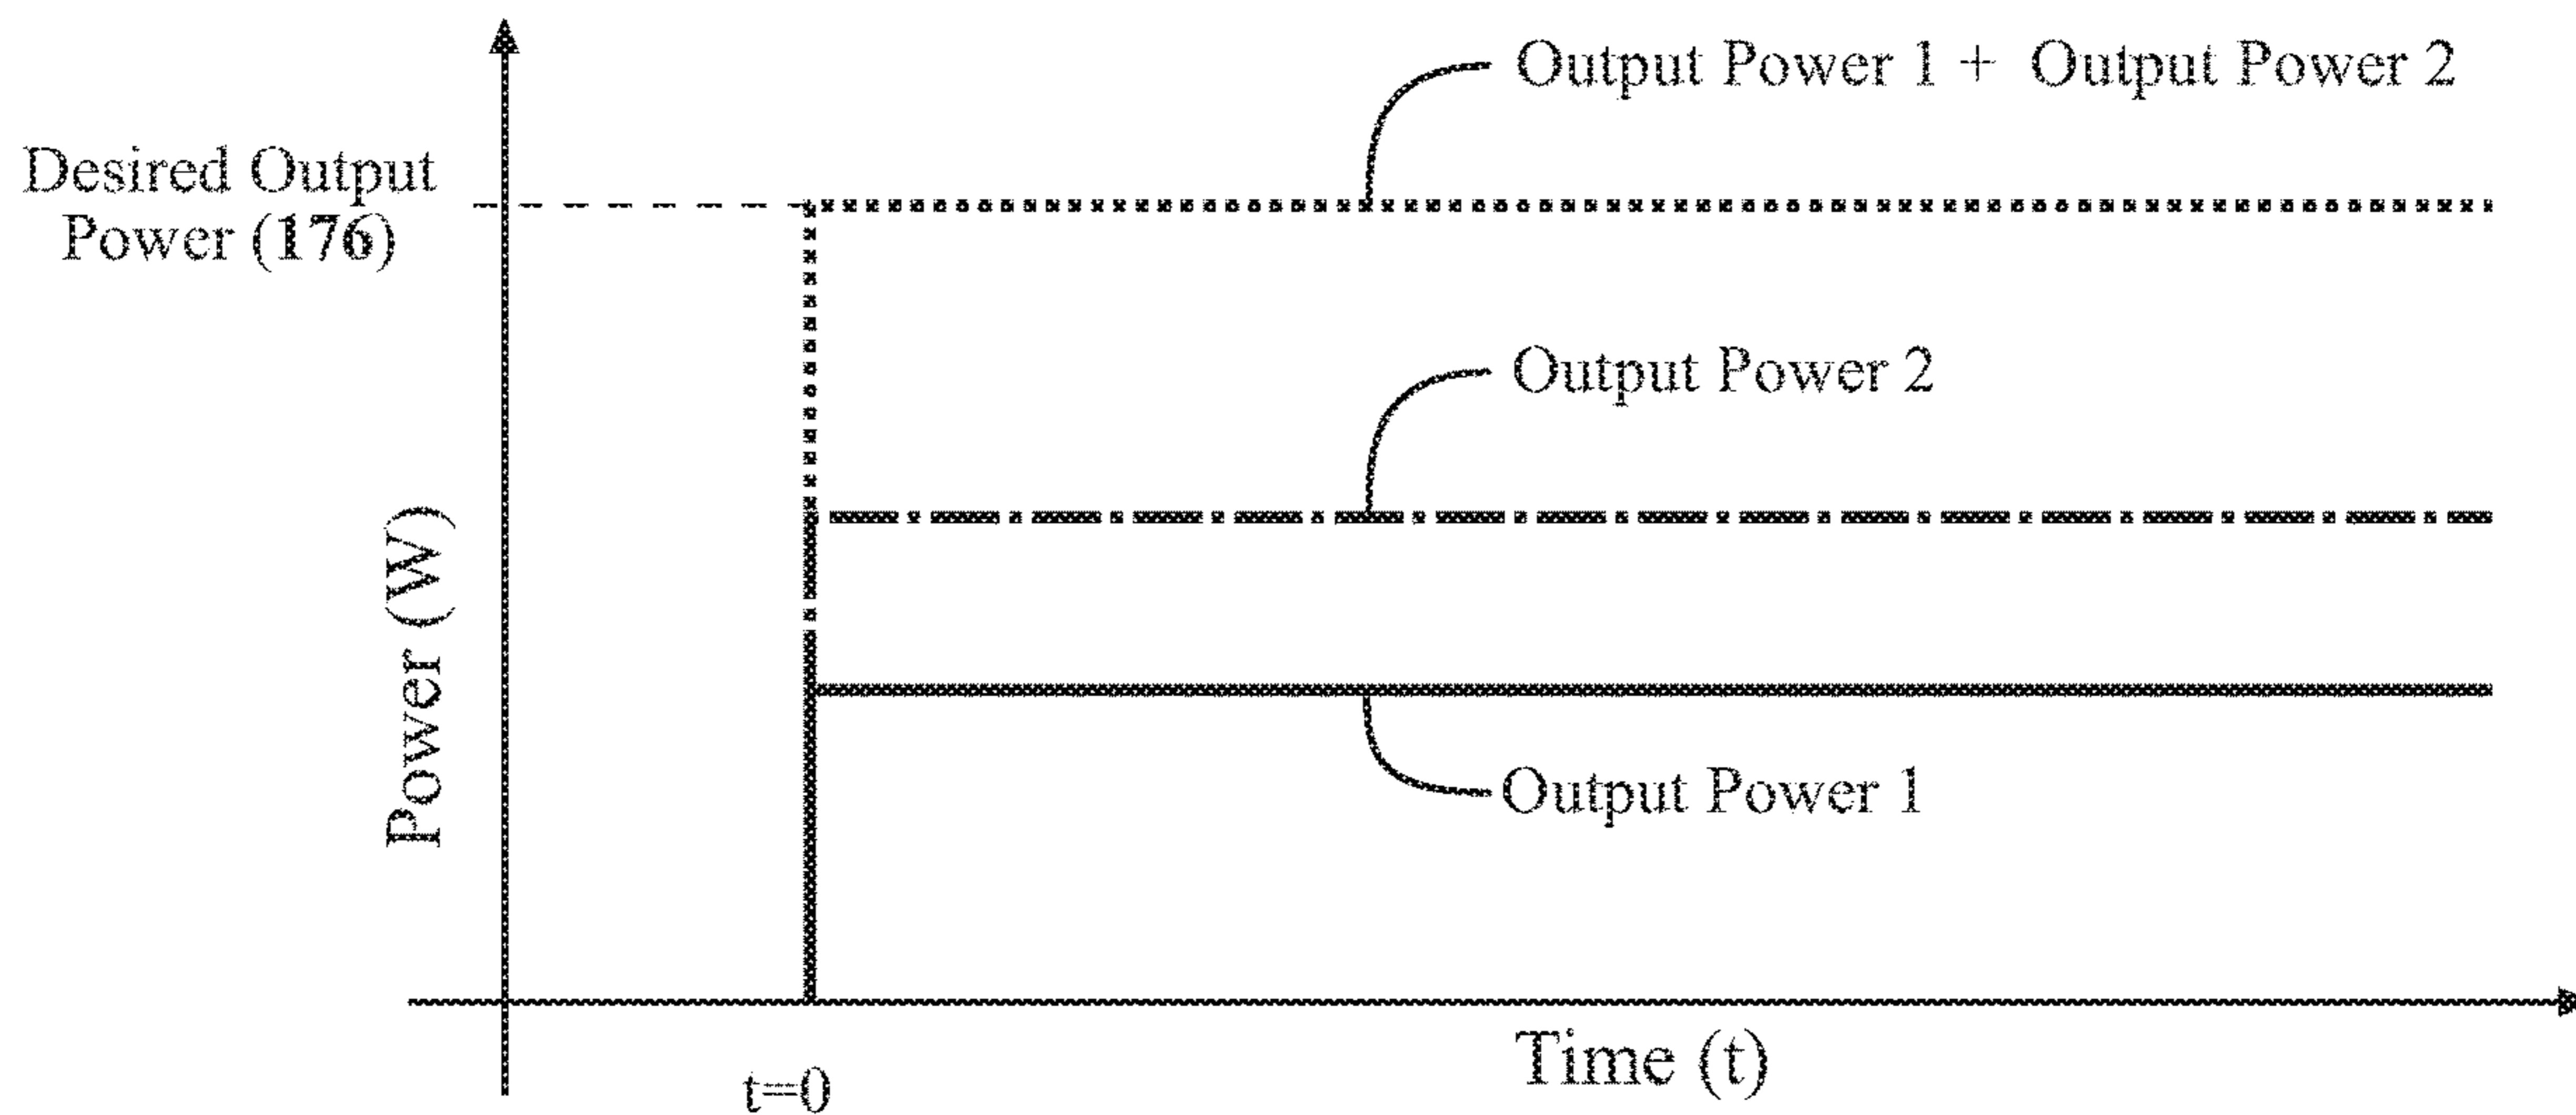 Output Power 1 + Output Power 2
Desired Output
Power (176)
Output Power 2
Power (W)
Output Power 1
Time (t)
t=0